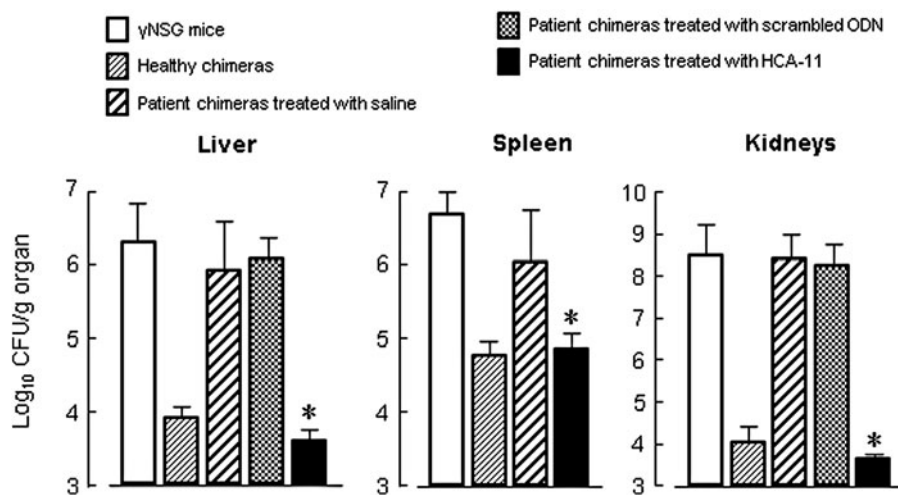 γNSG mice
Healthy chimeras
Patient chimeras treated with saline
Patient chimeras treated with scrambled ODN
Patient chimeras treated with HCA-11
Liver
Spleen
Kidneys
Log₁₀ CFU/g organ
7
6
5
4
3
*
7
6
5
4
3
*
10
9
8
7
6
5
4
3
*